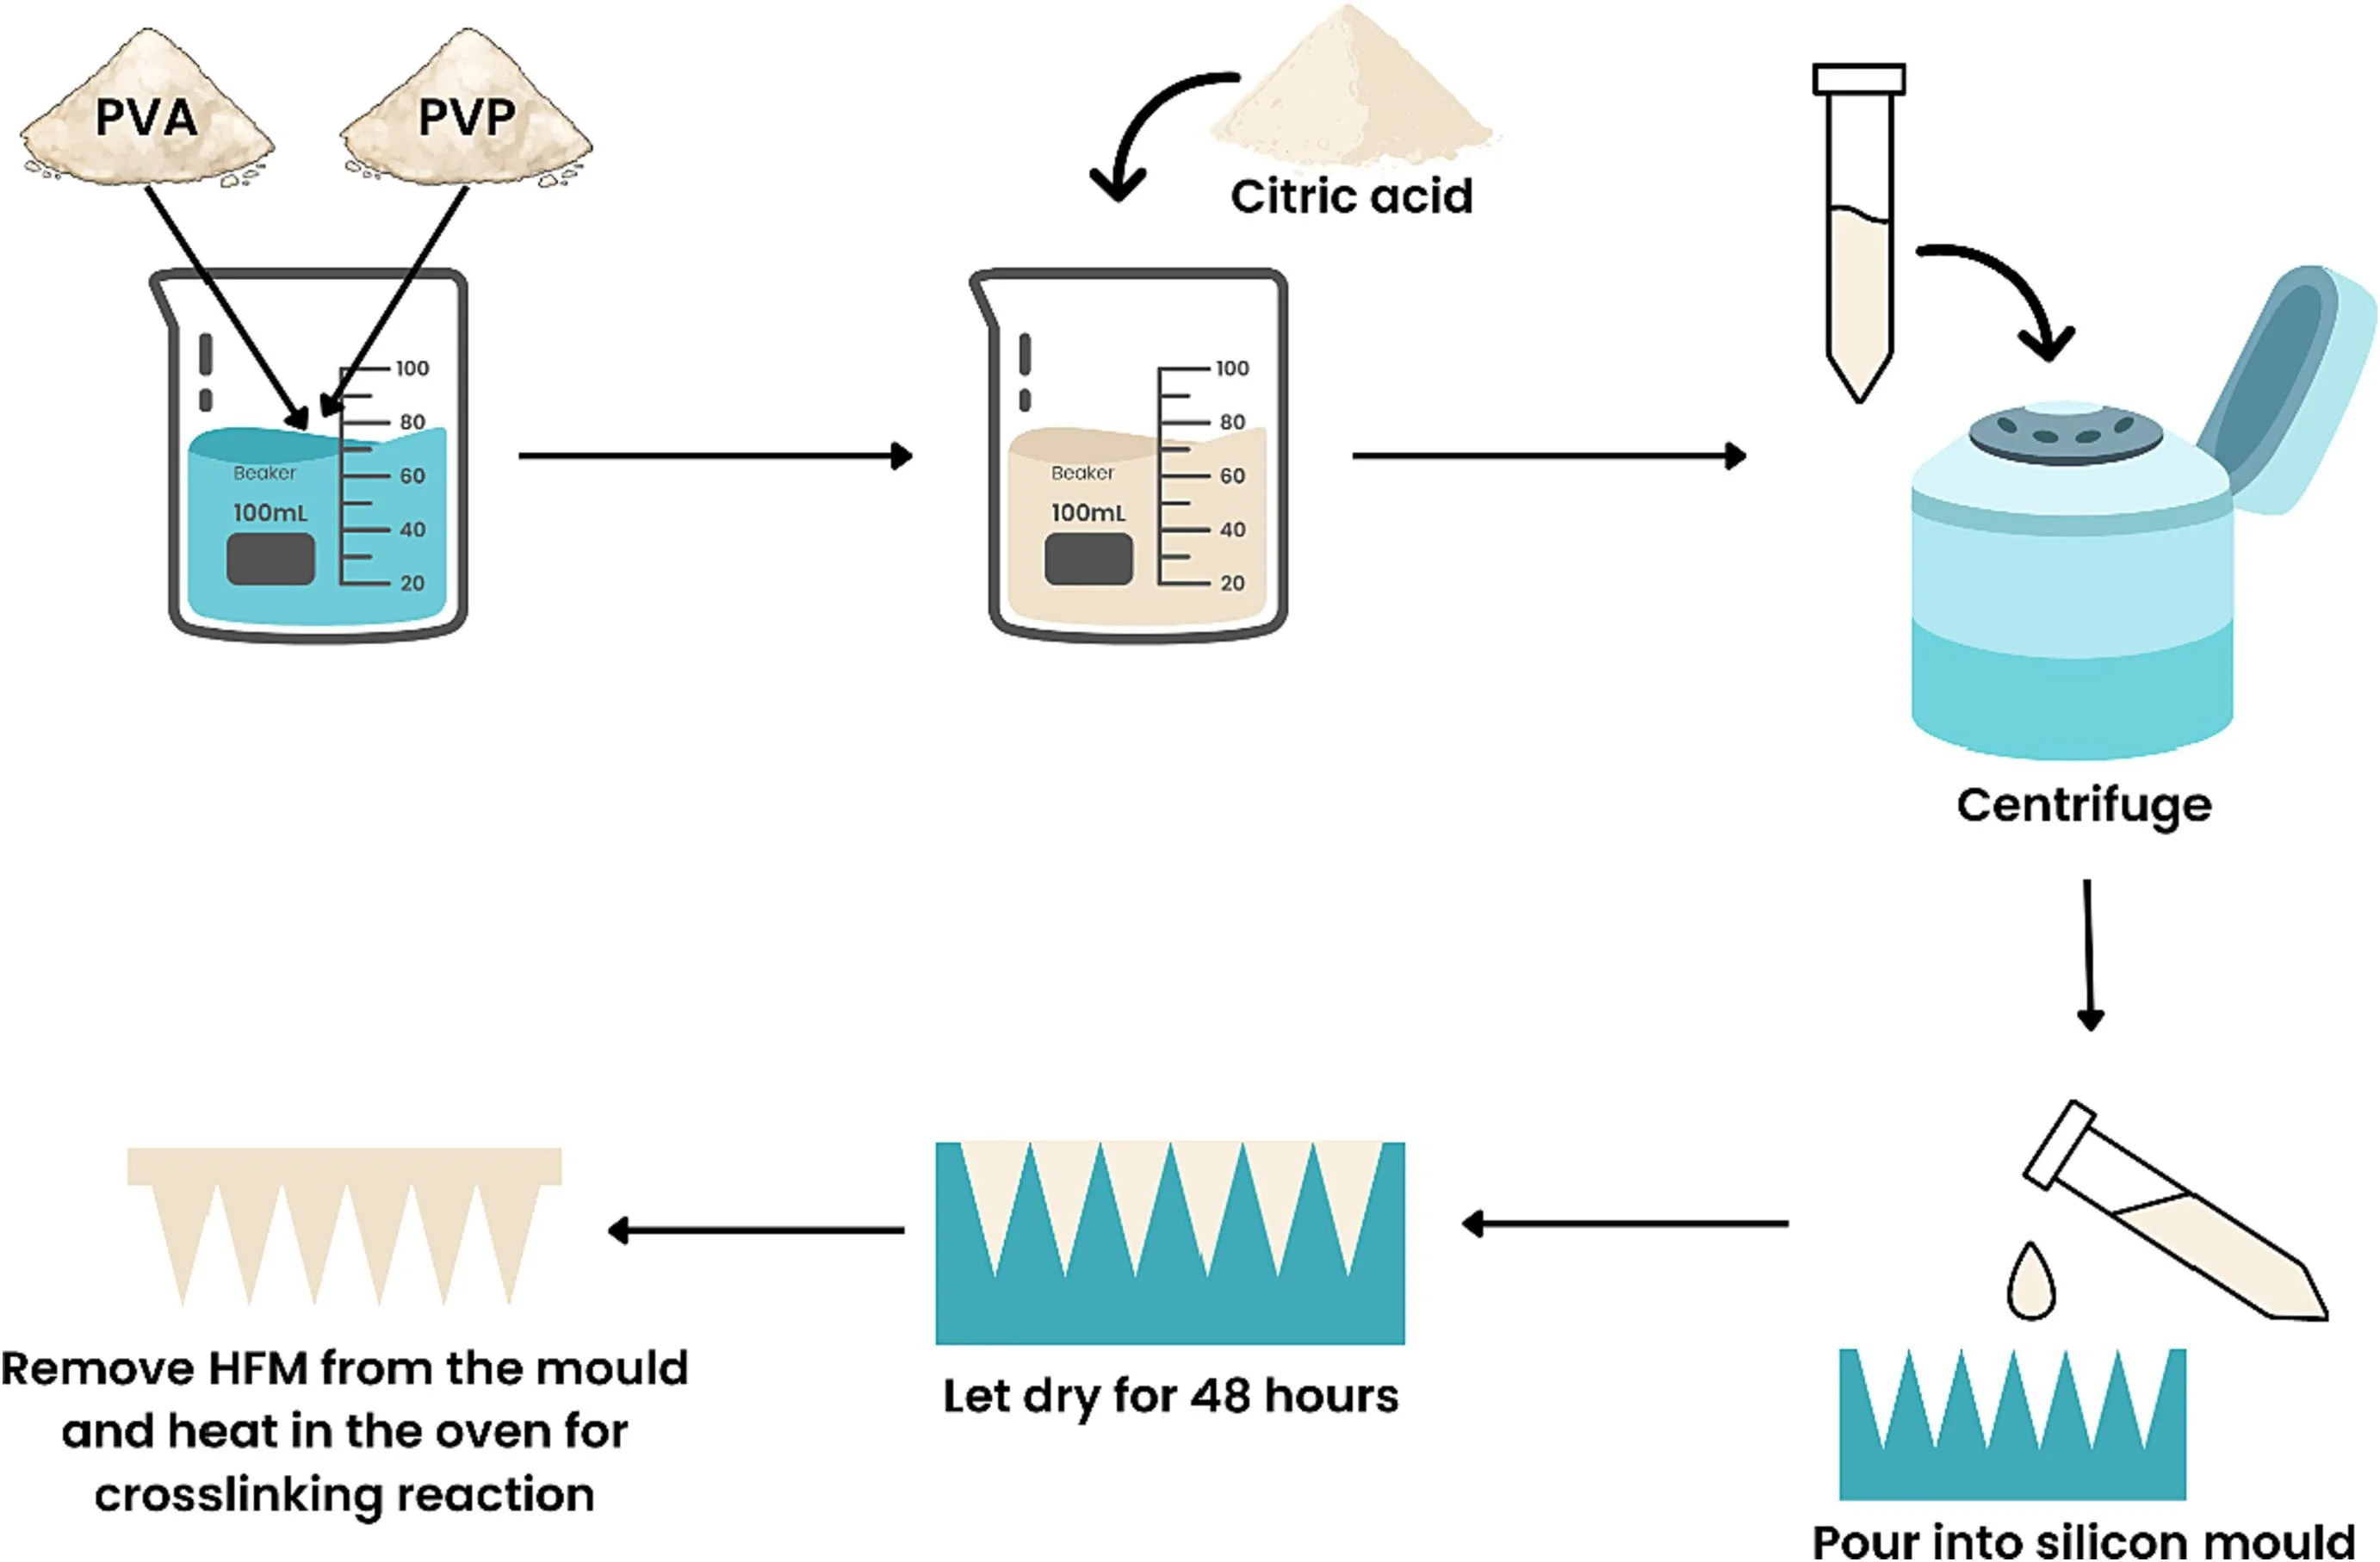 PVA
PVP
Citric acid
100
80
60
40
20
Beaker
100mL
100
80
60
40
20
Beaker
100mL
Centrifuge
Remove HFM from the mould
and heat in the oven for
crosslinking reaction
Let dry for 48 hours
Pour into silicon mould